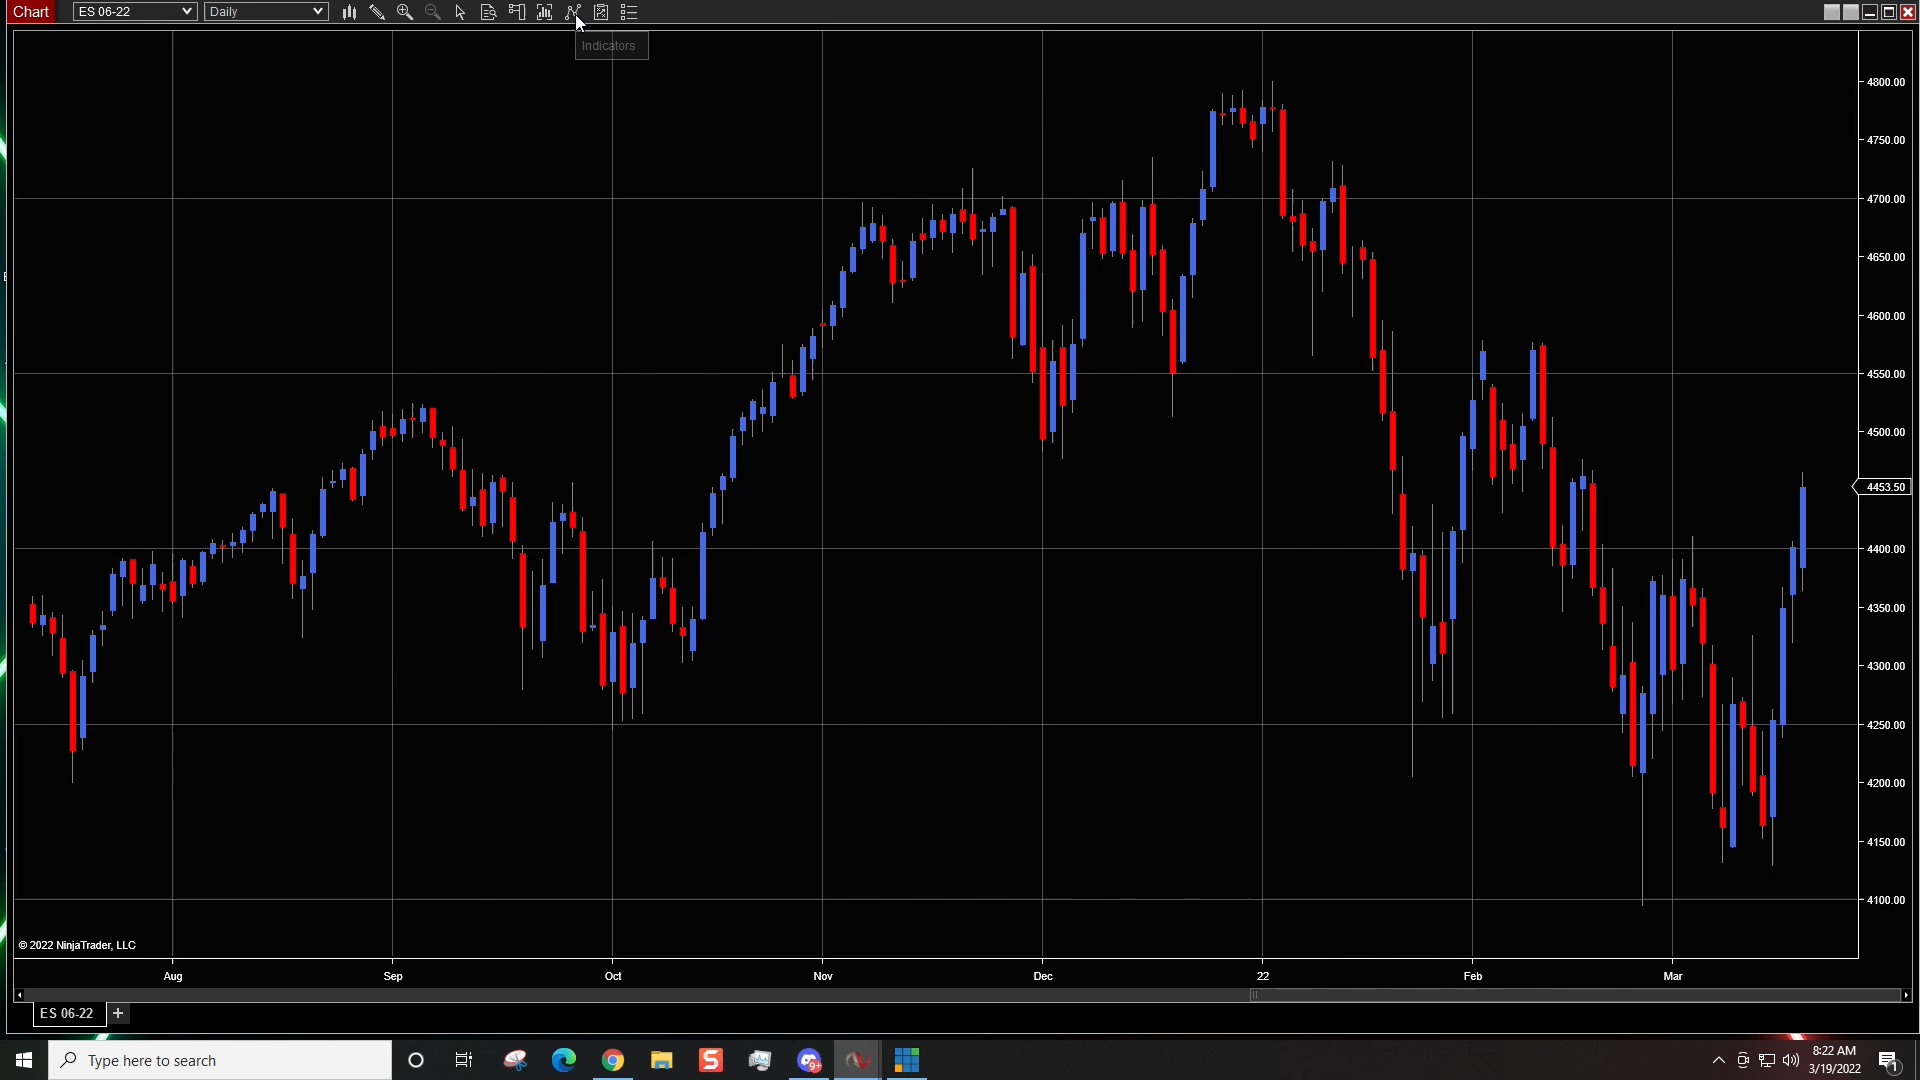 Chart ES 06-22 Daily
Indicators
4800.00
4750.00
4700.00
4650.00
4600.00
4550.00
4500.00
4453.50
4400.00
4350.00
4300.00
4250.00
4200.00
4150.00
4100.00
© 2022 NinjaTrader, LLC
Aug Sep Oct Nov Dec 22 Feb Mar
ES 06-22 +
Type here to search
S
9+
8:22 AM
3/19/2022
1